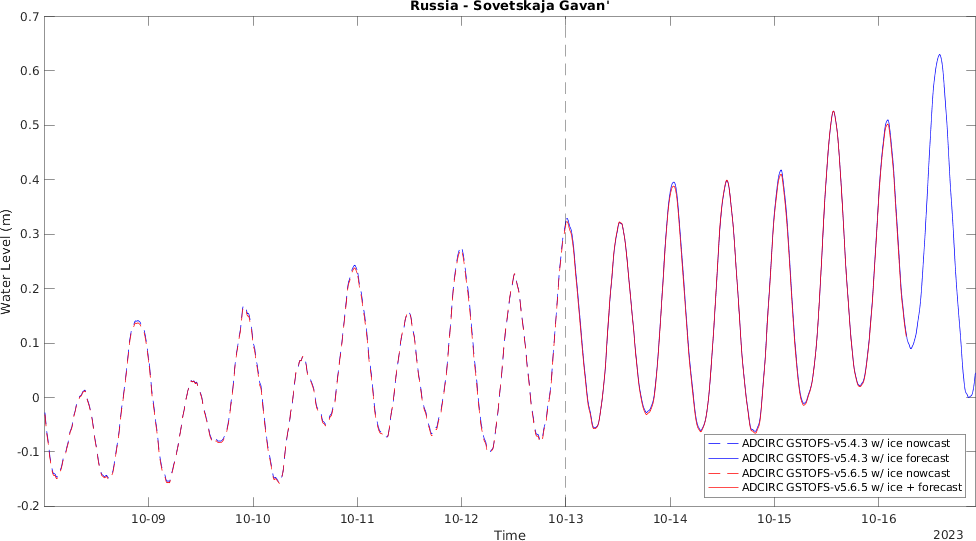 Russia - Sovetskaja Gavan'
0.7
0.6
0.5
0.4
0.3
0.2
0.1
0
-0.1
-0.2
Water Level (m)
ADCIRC GSTOFS-v5.4.3 w/ ice nowcast
ADCIRC GSTOFS-v5.4.3 w/ ice forecast
ADCIRC GSTOFS-v5.6.5 w/ ice nowcast
ADCIRC GSTOFS-v5.6.5 w/ ice + forecast
10-09 10-10 10-11 10-12 10-13 10-14 10-15 10-16
Time
2023